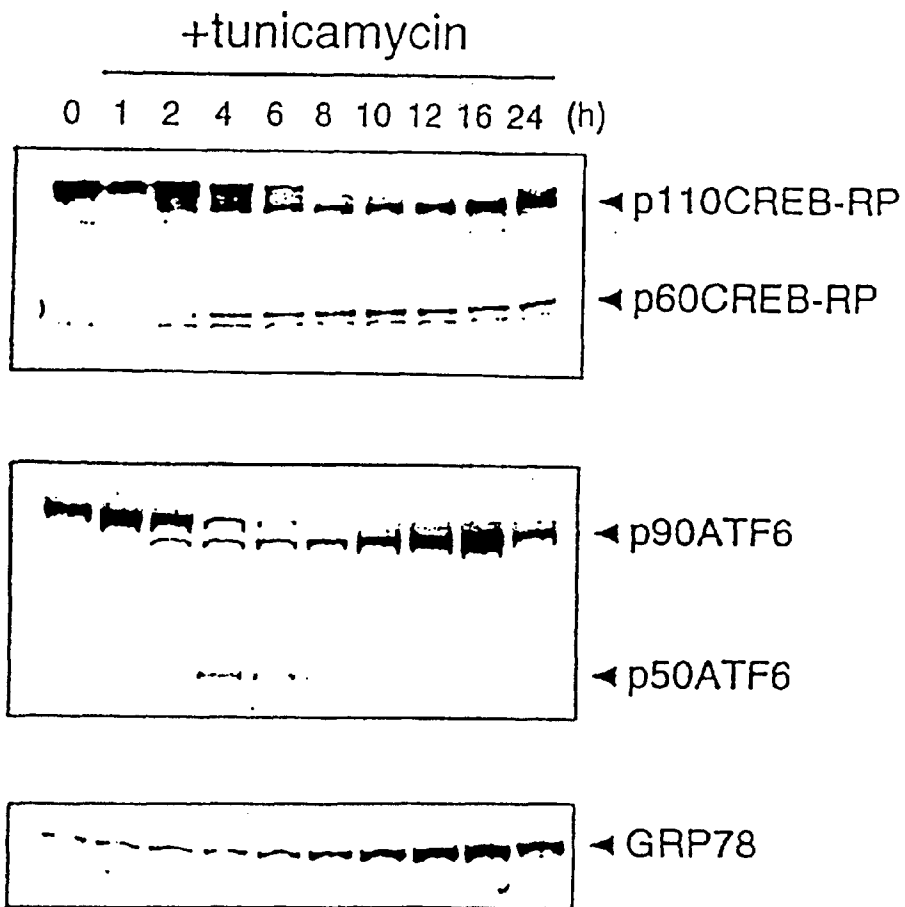 +tunicamycin
0 1 2 4 6 8 10 12 16 24 (h)
p110CREB-RP
p60CREB-RP
p90ATF6
p50ATF6
GRP78